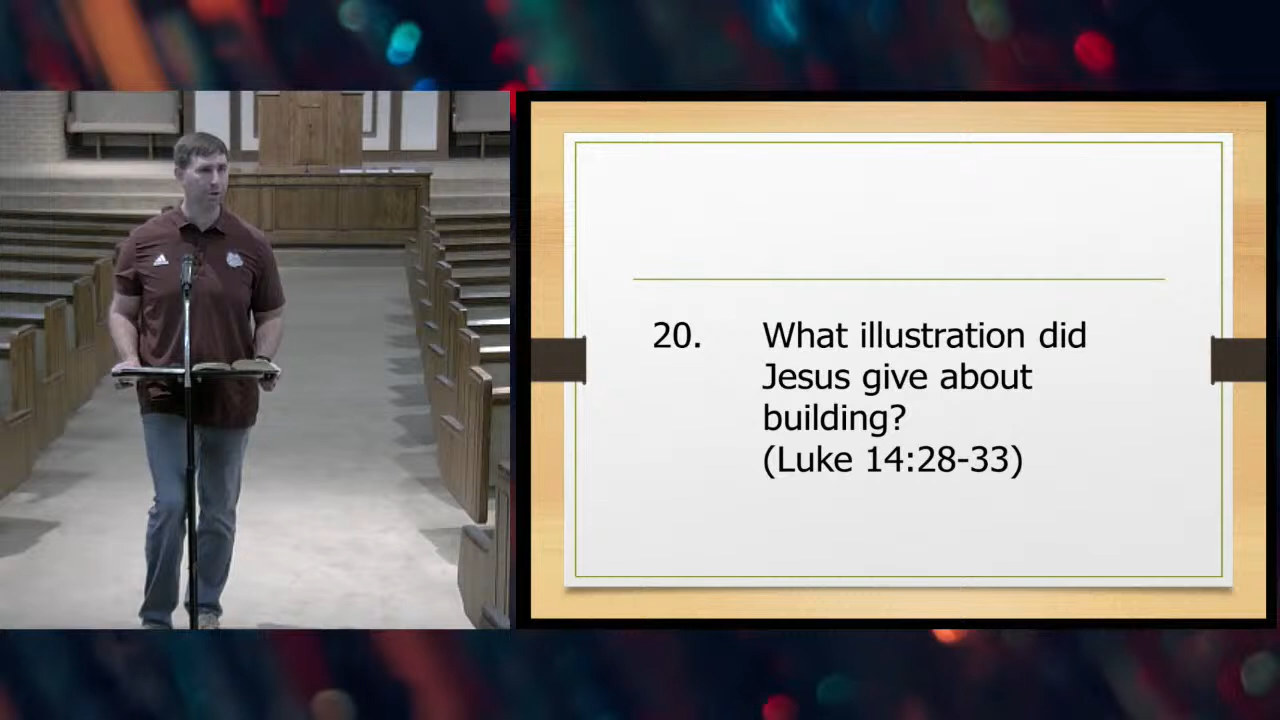 20. What illustration did
Jesus give about
building?
(Luke 14:28-33)